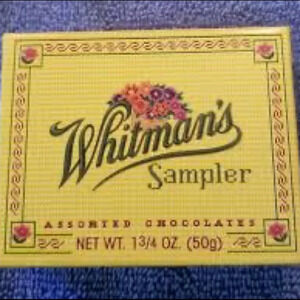 Whitman's
Sampler
ASSORTED CHOCOLATES
NET WT. 1 3/4 OZ. (50g)